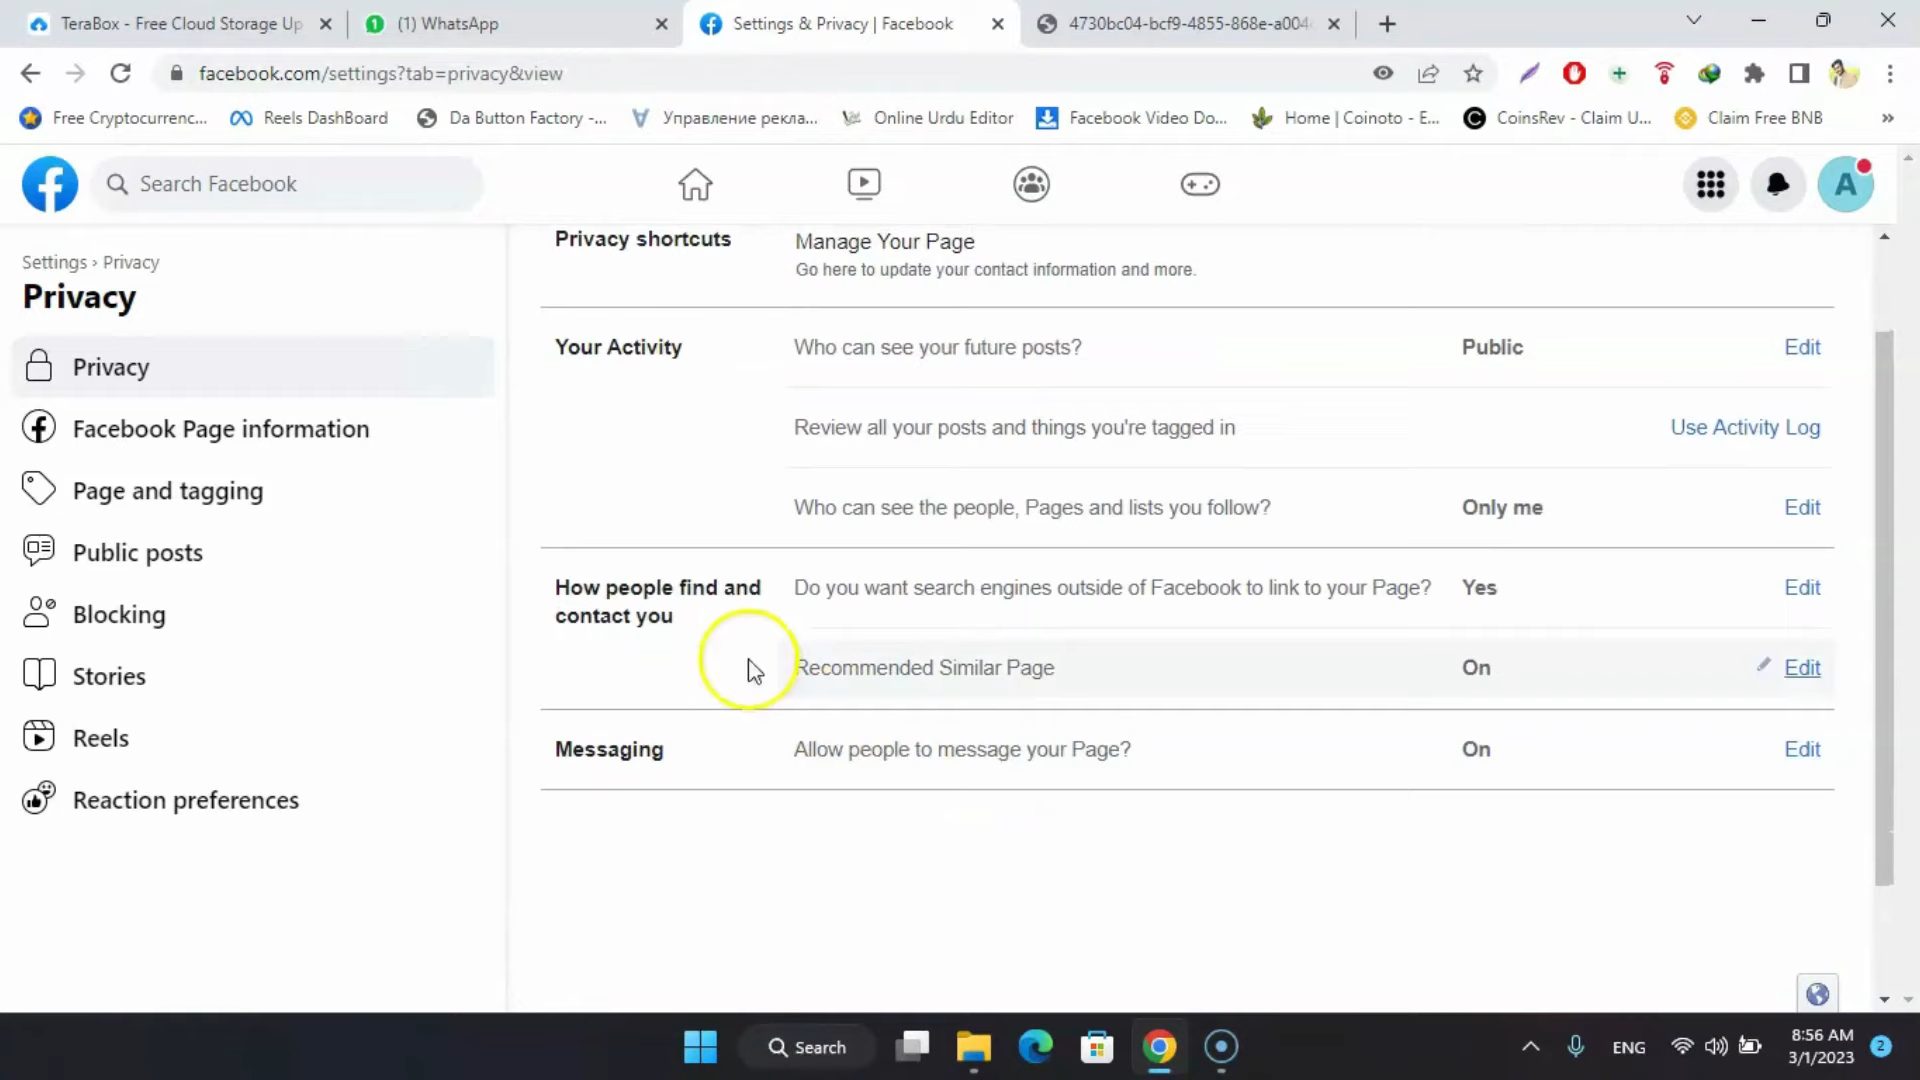 TeraBox - Free Cloud Storage Up
(1) WhatsApp
Settings & Privacy | Facebook
4730bc04-bcf9-4855-868e-a004
facebook.com/settings?tab=privacy&view
Free Cryptocurrenc...
Reels DashBoard
Da Button Factory -...
Управление рекла...
Online Urdu Editor
Facebook Video Do...
Home | Coinoto - E...
CoinsRev - Claim U...
Claim Free BNB
»
Search Facebook
A
Settings › Privacy
Privacy
Privacy
Facebook Page information
Page and tagging
Public posts
Blocking
Stories
Reels
Reaction preferences
Privacy shortcuts
Manage Your Page
Go here to update your contact information and more.
Your Activity
Who can see your future posts? Public Edit
Review all your posts and things you're tagged in Use Activity Log
Who can see the people, Pages and lists you follow? Only me Edit
How people find and
contact you
Do you want search engines outside of Facebook to link to your Page? Yes Edit
Recommended Similar Page On Edit
Messaging
Allow people to message your Page? On Edit
Search
ENG
8:56 AM
3/1/2023
2